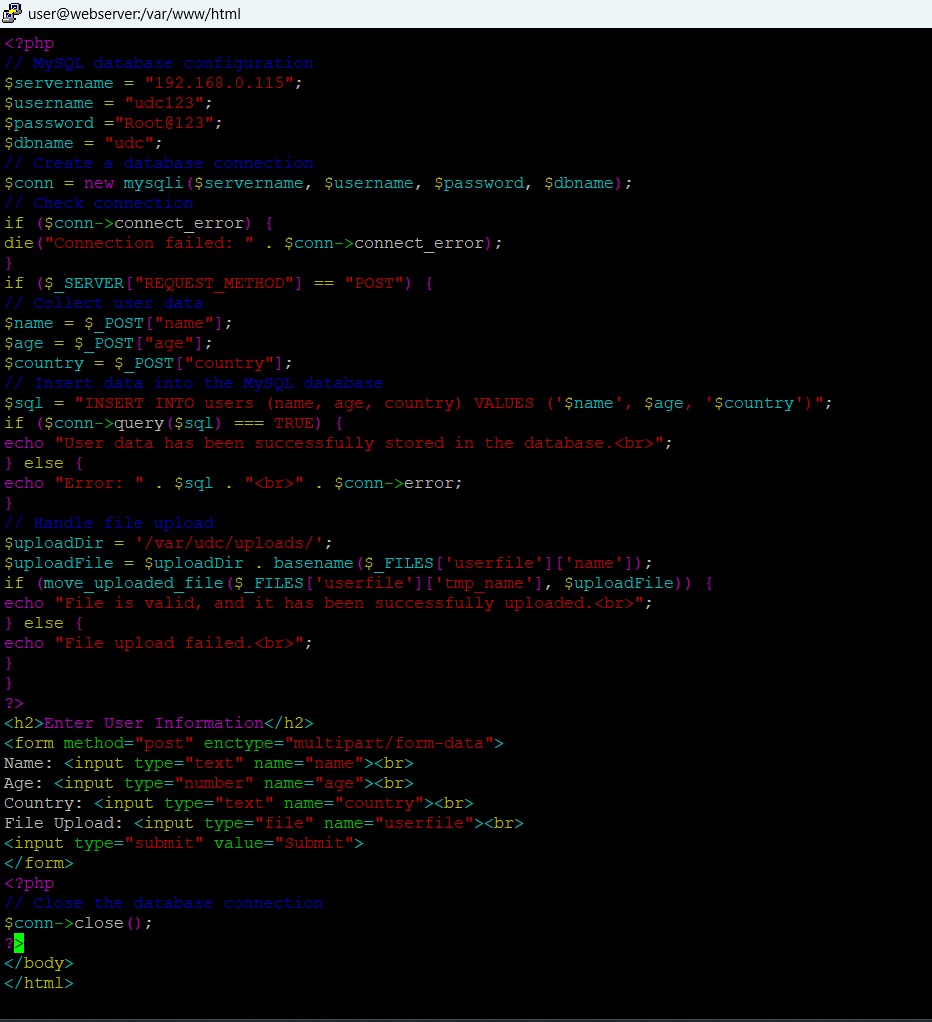 user@webserver:/var/www/html
<?php
// MySQL database configuration
$servername = "192.168.0.115";
$username = "udc123";
$password ="Root@123";
$dbname = "udc";
// Create a database connection
$conn = new mysqli($servername, $username, $password, $dbname);
// Check connection
if ($conn->connect_error) {
die("Connection failed: " . $conn->connect_error);
}
if ($_SERVER["REQUEST_METHOD"] == "POST") {
// Collect user data
$name = $_POST["name"];
$age = $_POST["age"];
$country = $_POST["country"];
// Insert data into the MySQL database
$sql = "INSERT INTO users (name, age, country) VALUES ('$name', $age, '$country')";
if ($conn->query($sql) === TRUE) {
echo "User data has been successfully stored in the database.<br>";
} else {
echo "Error: " . $sql . "<br>" . $conn->error;
}
// Handle file upload
$uploadDir = '/var/udc/uploads/';
$uploadFile = $uploadDir . basename($_FILES['userfile']['name']);
if (move_uploaded_file($_FILES['userfile']['tmp_name'], $uploadFile)) {
echo "File is valid, and it has been successfully uploaded.<br>";
} else {
echo "File upload failed.<br>";
}
}
?>
<h2>Enter User Information</h2>
<form method="post" enctype="multipart/form-data">
Name: <input type="text" name="name"><br>
Age: <input type="number" name="age"><br>
Country: <input type="text" name="country"><br>
File Upload: <input type="file" name="userfile"><br>
<input type="submit" value="Submit">
</form>
<?php
// Close the database connection
$conn->close();
?>
</body>
</html>